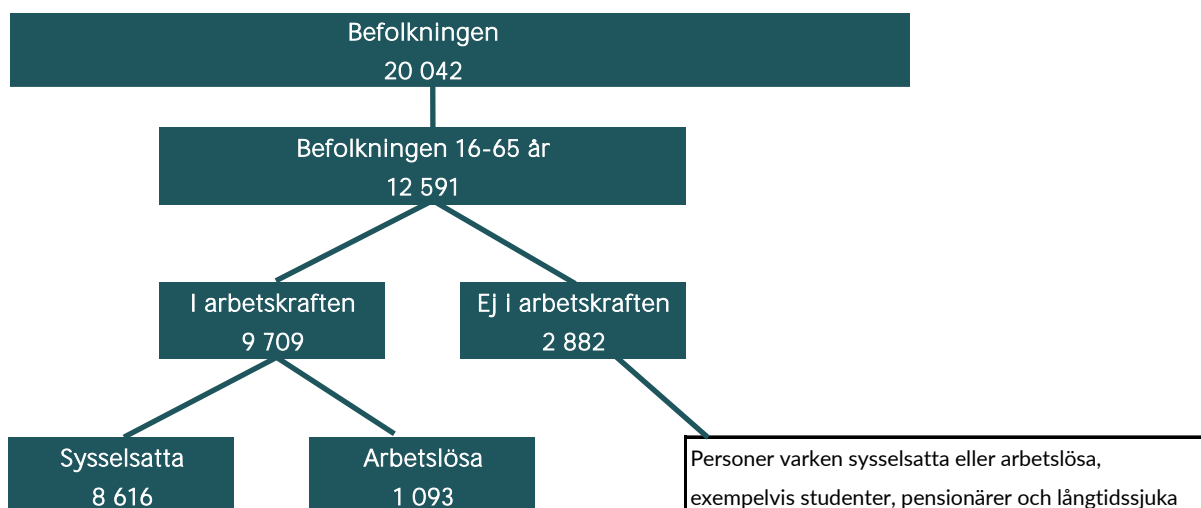 Befolkningen
20 042
Befolkningen 16-65 år
12 591
I arbetskraften
9 709
Ej i arbetskraften
2 882
Sysselsatta
8 616
Arbetslösa
1 093
Personer varken sysselsatta eller arbetslösa,
exempelvis studenter, pensionärer och långtidssjuka